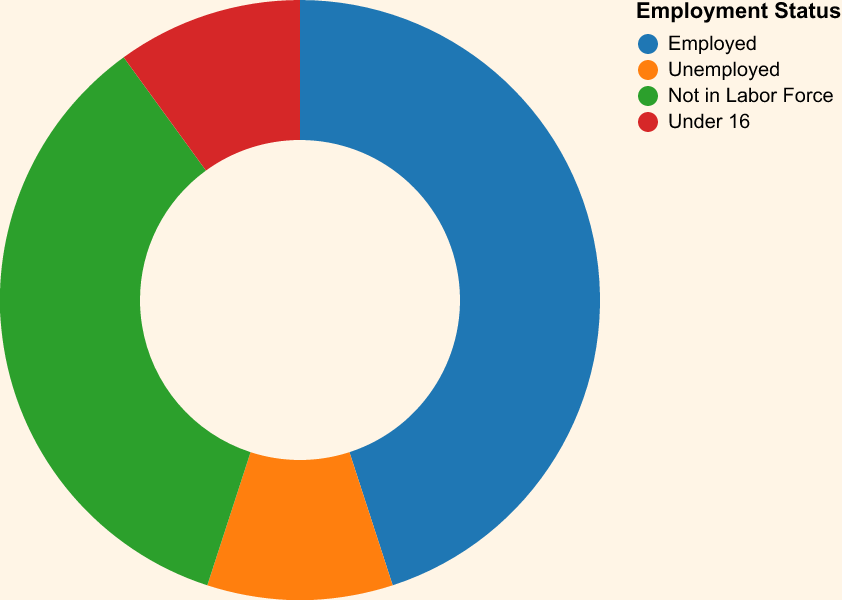 Employment Status
Employed
Unemployed
Not in Labor Force
Under 16